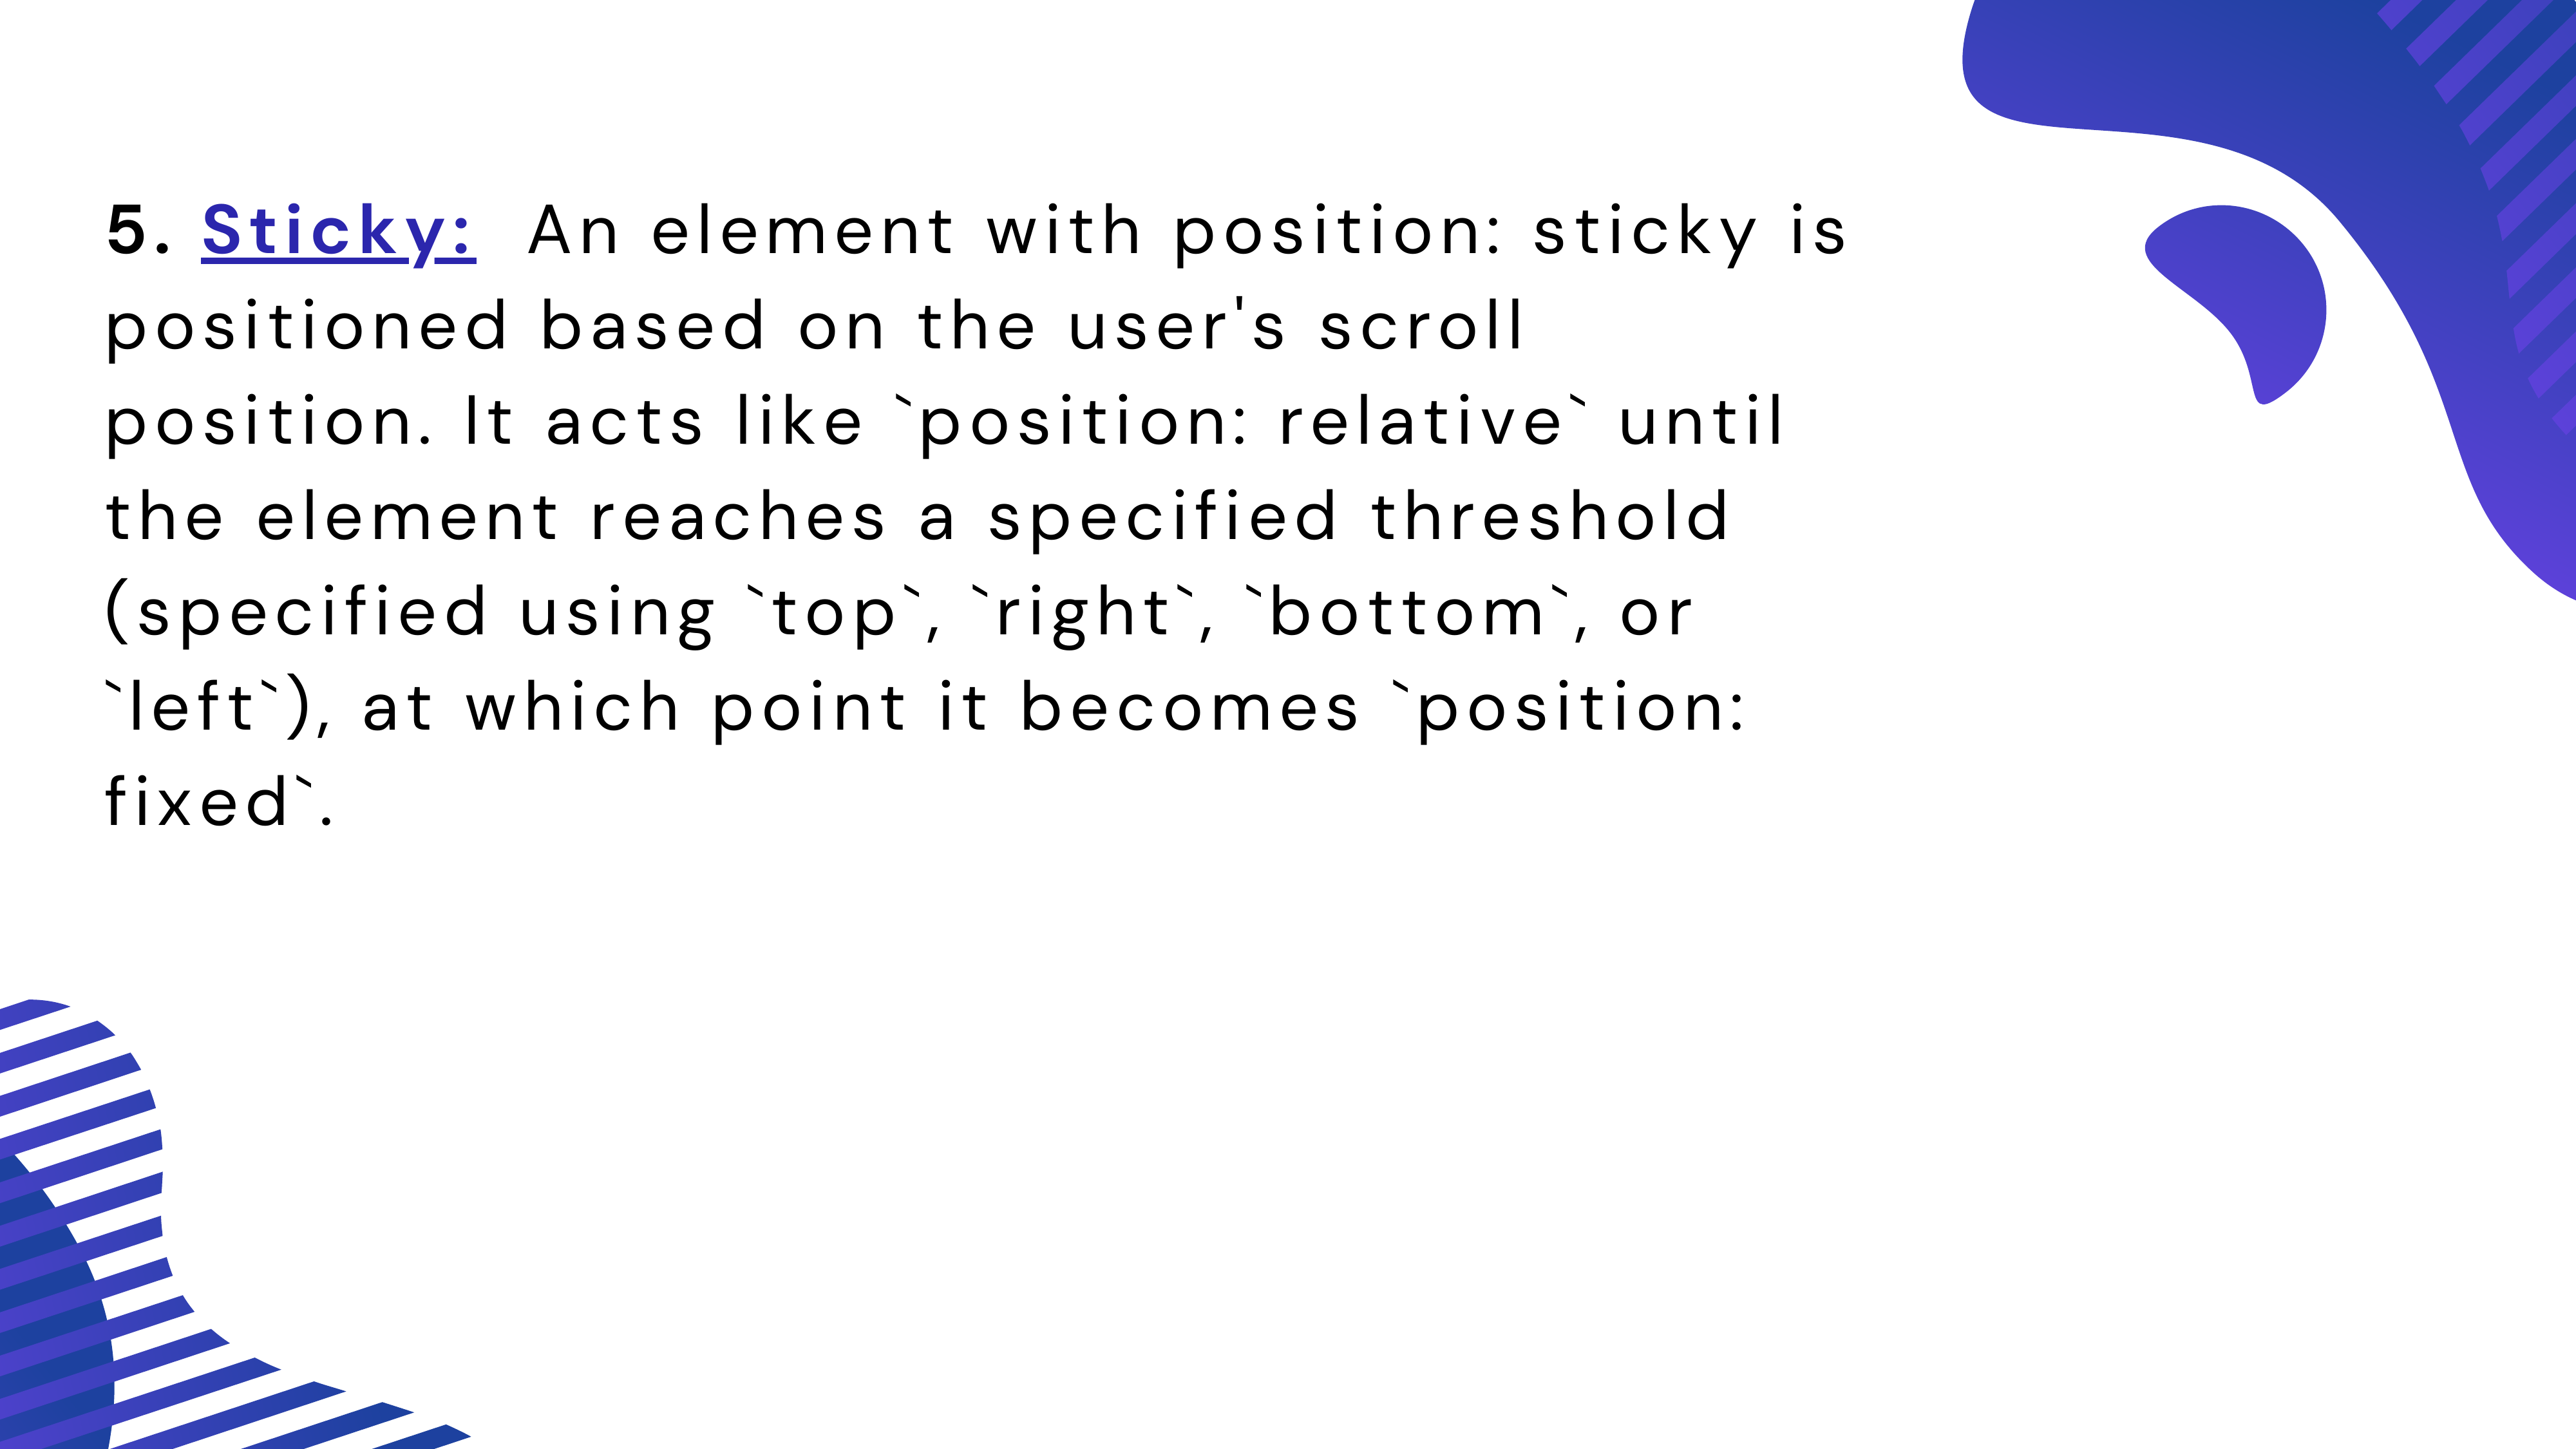 5. Sticky: An element with position: sticky is
positioned based on the user's scroll
position. It acts like `position: relative` until
the element reaches a specified threshold
(specified using `top`, `right`, `bottom`, or
`left`), at which point it becomes `position:
fixed`.